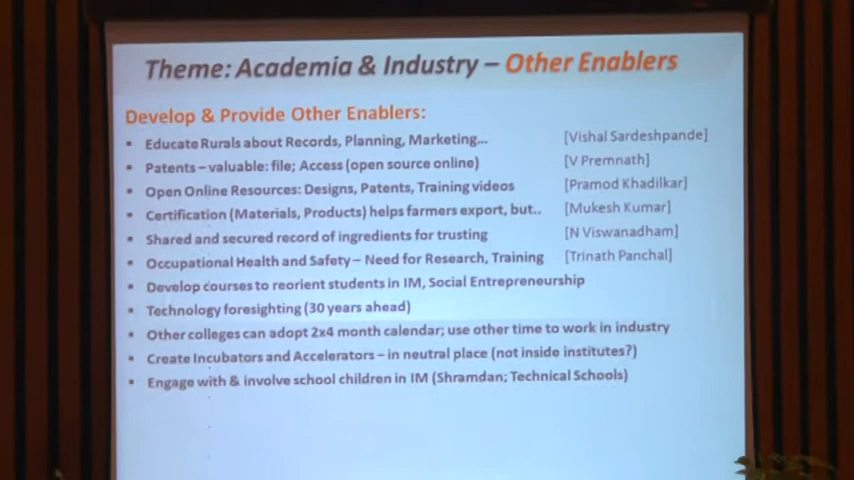 Theme: Academia & Industry – Other Enablers
Develop & Provide Other Enablers:
▪ Educate Rurals about Records, Planning, Marketing... [Vishal Sardeshpande]
▪ Patents – valuable: file; Access (open source online) [V Premnath]
▪ Open Online Resources: Designs, Patents, Training videos [Pramod Khadilkar]
▪ Certification (Materials, Products) helps farmers export, but.. [Mukesh Kumar]
▪ Shared and secured record of ingredients for trusting [N Viswanadham]
▪ Occupational Health and Safety – Need for Research, Training [Trinath Panchal]
▪ Develop courses to reorient students in IM, Social Entrepreneurship
▪ Technology foresighting (30 years ahead)
▪ Other colleges can adopt 2x4 month calendar; use other time to work in industry
▪ Create Incubators and Accelerators – in neutral place (not inside institutes?)
▪ Engage with & involve school children in IM (Shramdan; Technical Schools)